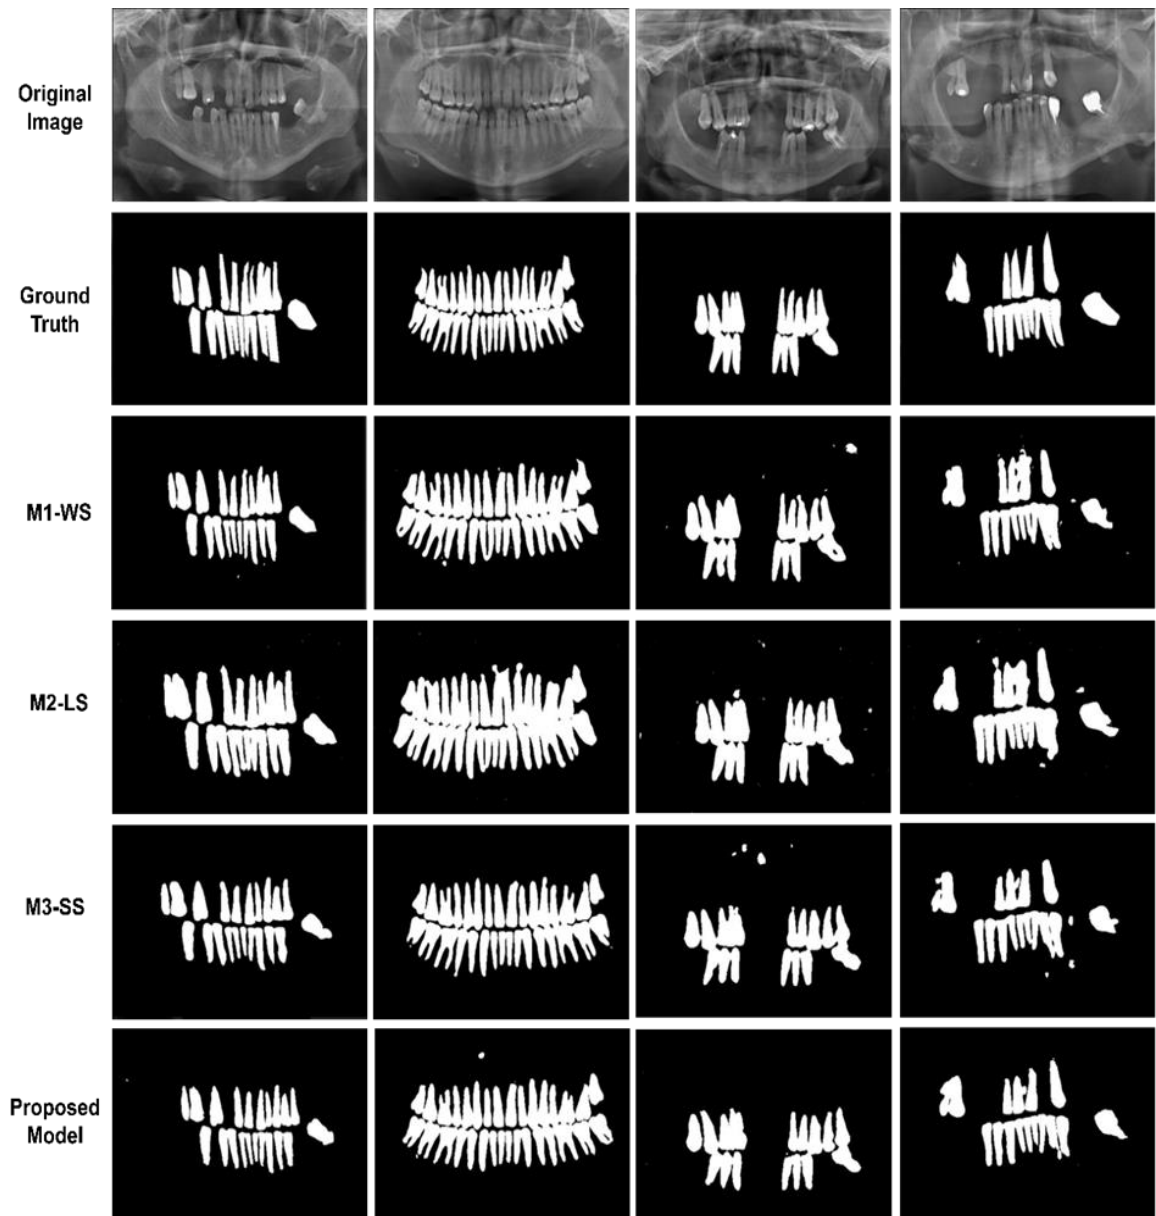 Original
Image
Ground
Truth
M1-WS
M2-LS
M3-SS
Proposed
Model